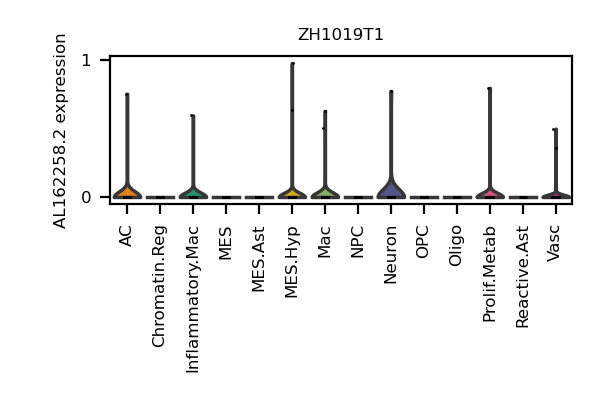 ZH1019T1
AL162258.2 expression
1
0
AC
Chromatin.Reg
Inflammatory.Mac
MES
MES.Ast
MES.Hyp
Mac
NPC
Neuron
OPC
Oligo
Prolif.Metab
Reactive.Ast
Vasc